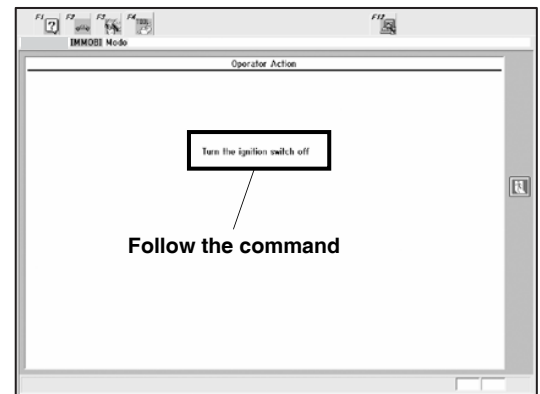 F1 F2 F3 F4 F12
?
IMMOBI Mode
Operator Action
Turn the ignition switch off
Follow the command